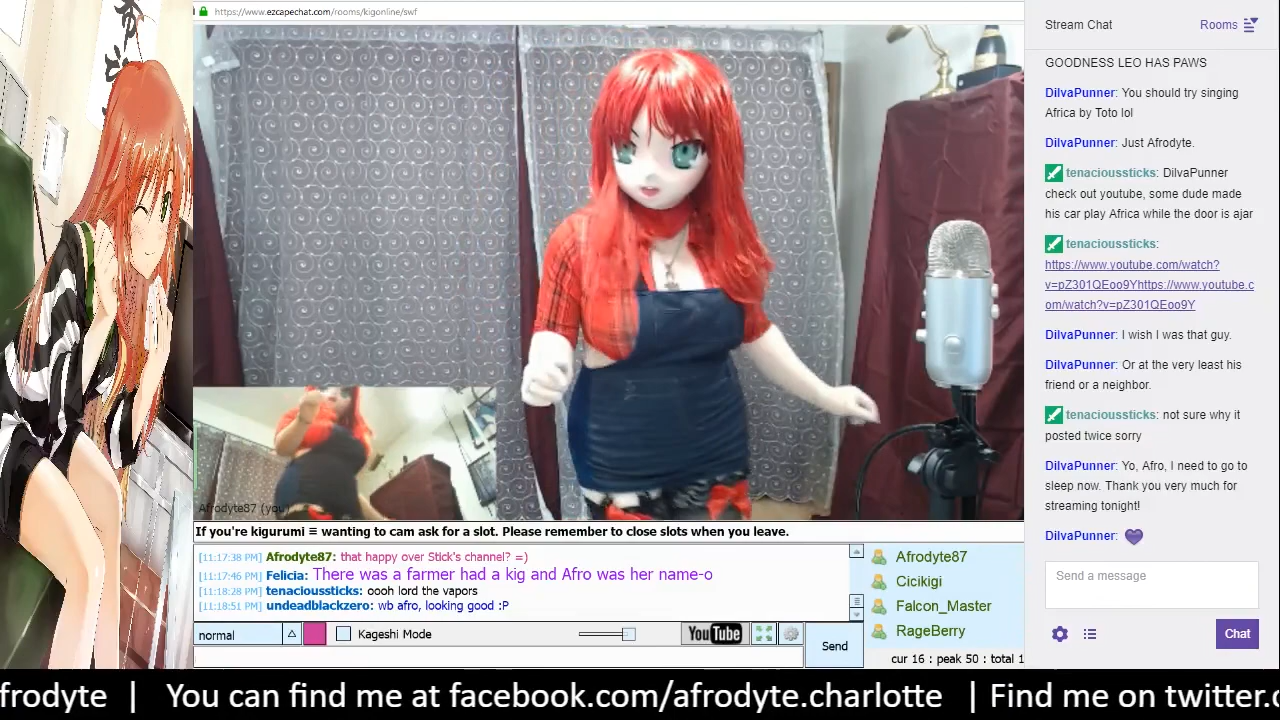 https://www.ezcapechat.com/rooms/kigonline/swf
Stream Chat
Rooms
GOODNESS LEO HAS PAWS
DilvaPunner: You should try singing
Africa by Toto lol
DilvaPunner: Just Afrodyte.
tenaciousticks: DilvaPunner
check out youtube, some dude made
his car play Africa while the door is ajar
tenaciousticks:
https://www.youtube.com/watch?
v=pZ301QEoo9Yhttps://www.youtube.c
om/watch?v=pZ301QEoo9Y
DilvaPunner: I wish I was that guy.
DilvaPunner: Or at the very least his
friend or a neighbor.
tenaciousticks: not sure why it
posted twice sorry
DilvaPunner: Yo, Afro, I need to go to
sleep now. Thank you very much for
streaming tonight!
DilvaPunner:
Send a message
Chat
Afrodyte87 (you)
If you're kigurumi ≡ wanting to cam ask for a slot. Please remember to close slots when you leave.
[11:17:38 PM] Afrodyte87: that happy over Stick's channel? =)
[11:17:46 PM] Felicia: There was a farmer had a kig and Afro was her name-o
[11:18:28 PM] tenaciousticks: oooh lord the vapors
[11:18:51 PM] undeadblackzero: wb afro, looking good :P
Afrodyte87
Cicikigi
Falcon_Master
RageBerry
normal
Kageshi Mode
YouTube
Send
cur 16 : peak 50 : total 1
frodyte | You can find me at facebook.com/afrodyte.charlotte | Find me on twitter.c